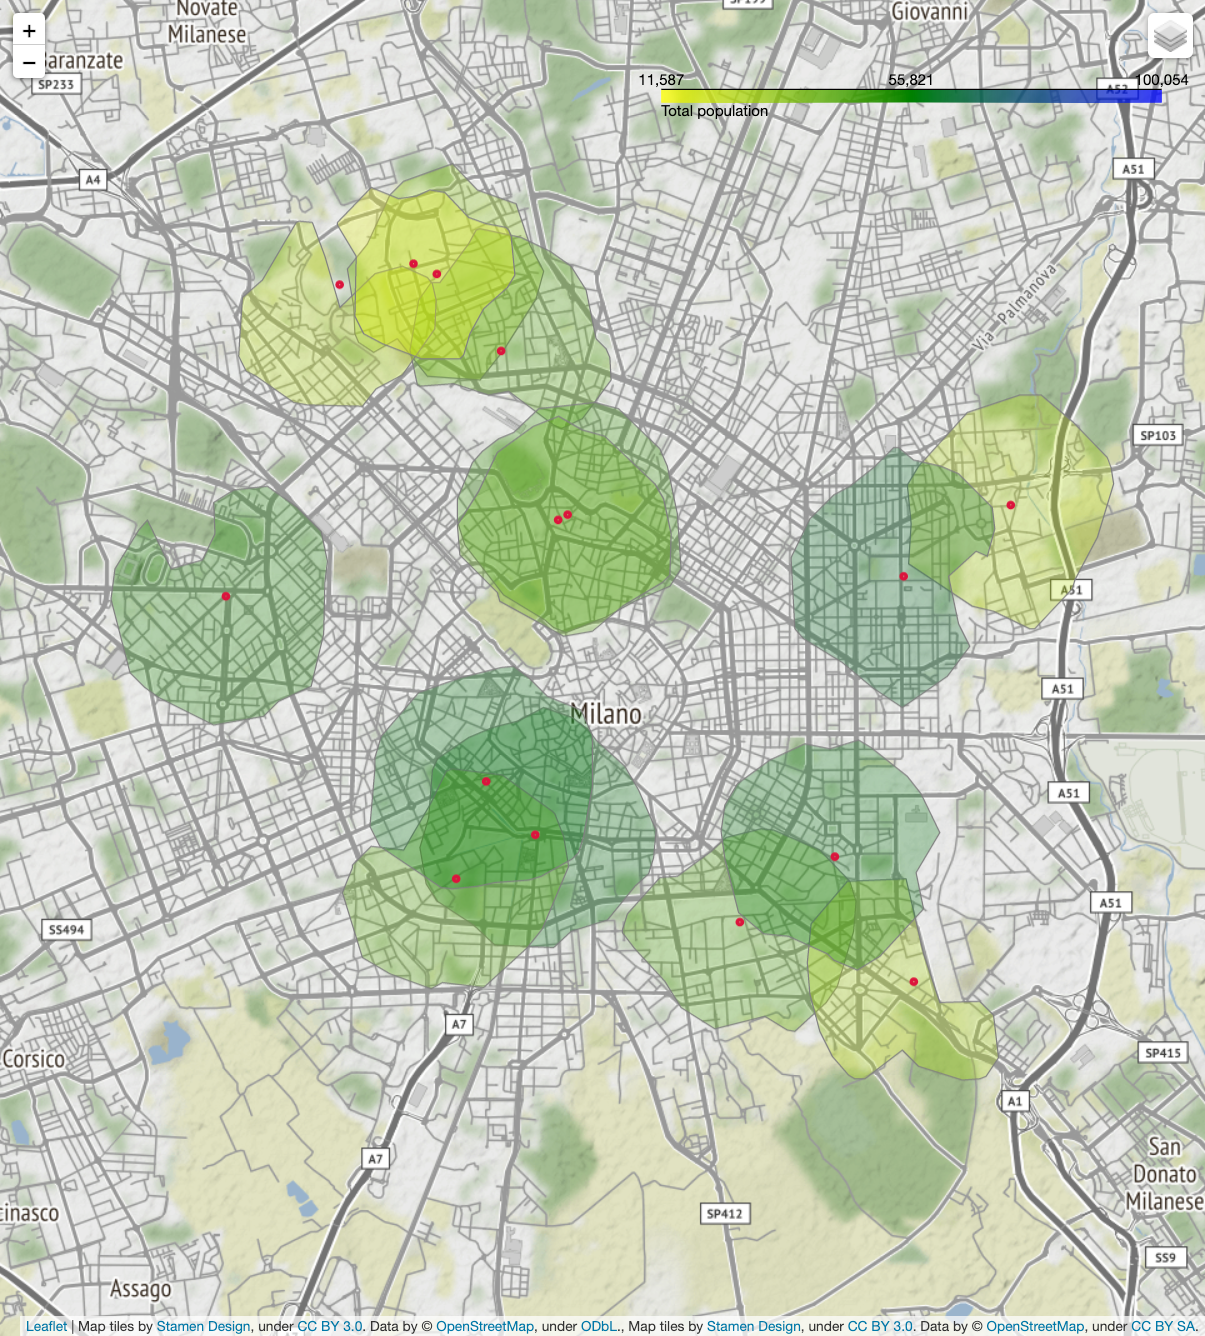 Novate
Milanese
SP199
Giovanni
+
−
Baranzate
SP233
11,587 55,821 100,054
A52
Total population
A4
A51
Via Palmanova
SP103
A51
A51
Milano
A51
A51
SS494
A7
Corsico
SP415
A1
A7
San
Donato
Milanese
cinasco
SP412
SS9
Assago
Leaflet | Map tiles by Stamen Design, under CC BY 3.0. Data by © OpenStreetMap, under ODbL., Map tiles by Stamen Design, under CC BY 3.0. Data by © OpenStreetMap, under CC BY SA.